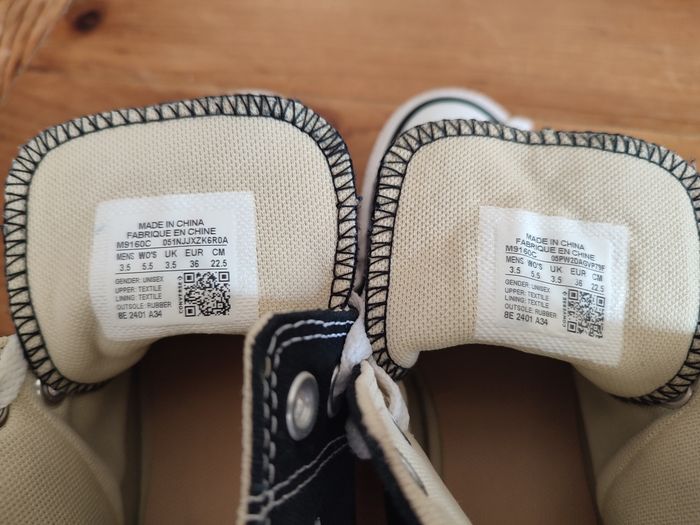 MADE IN CHINA
FABRIQUE EN CHINE
M9160C 051NJJXZK6R0A
MENS WO'S UK EUR CM
3.5 5.5 3.5 36 22.5
GENDER: UNISEX
UPPER: TEXTILE
LINING: TEXTILE
OUTSOLE: RUBBER
BE 2401 A34
CONVERSE
MADE IN CHINA
FABRIQUE EN CHINE
M9160C 05PW2DAGVP79F
MENS WO'S UK EUR CM
3.5 5.5 3.5 36 22.5
GENDER: UNISEX
UPPER: TEXTILE
LINING: TEXTILE
OUTSOLE: RUBBER
BE 2401 A34
CONVERSE